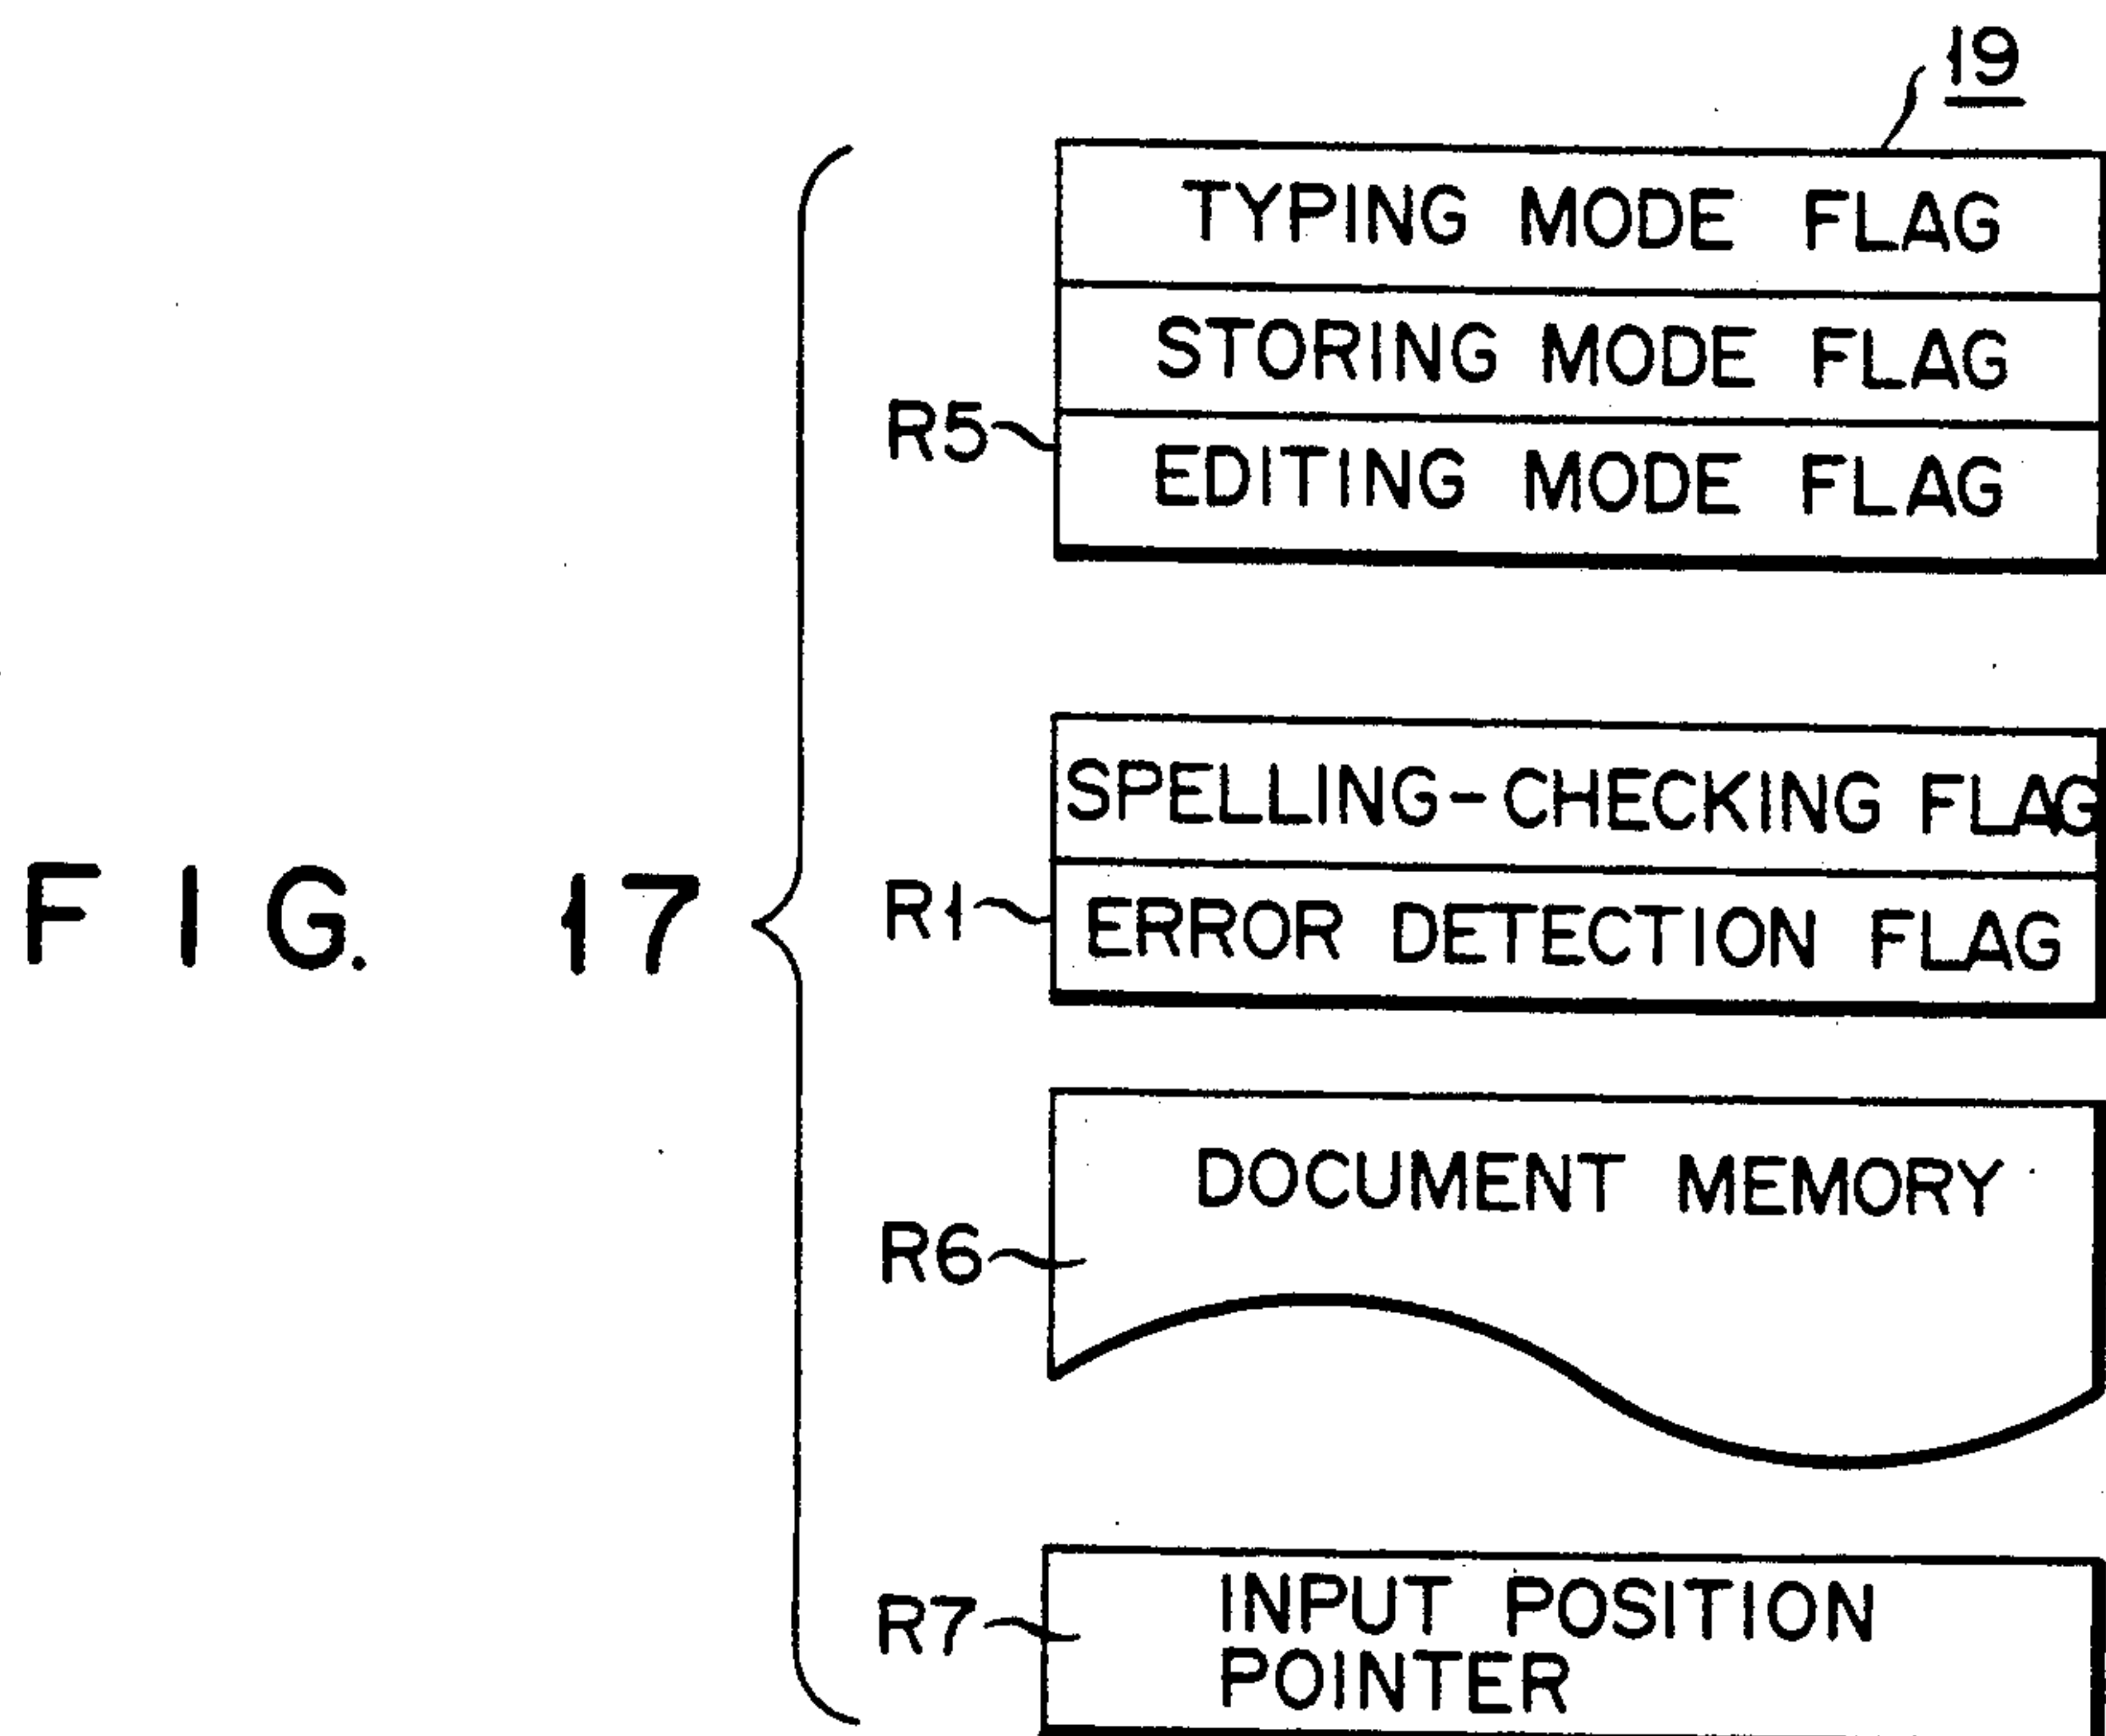 19
TYPING MODE FLAG
STORING MODE FLAG
R5
EDITING MODE FLAG
SPELLING-CHECKING FLAG
FIG. 17
R1
ERROR DETECTION FLAG
DOCUMENT MEMORY
R6
R7
INPUT POSITION
POINTER